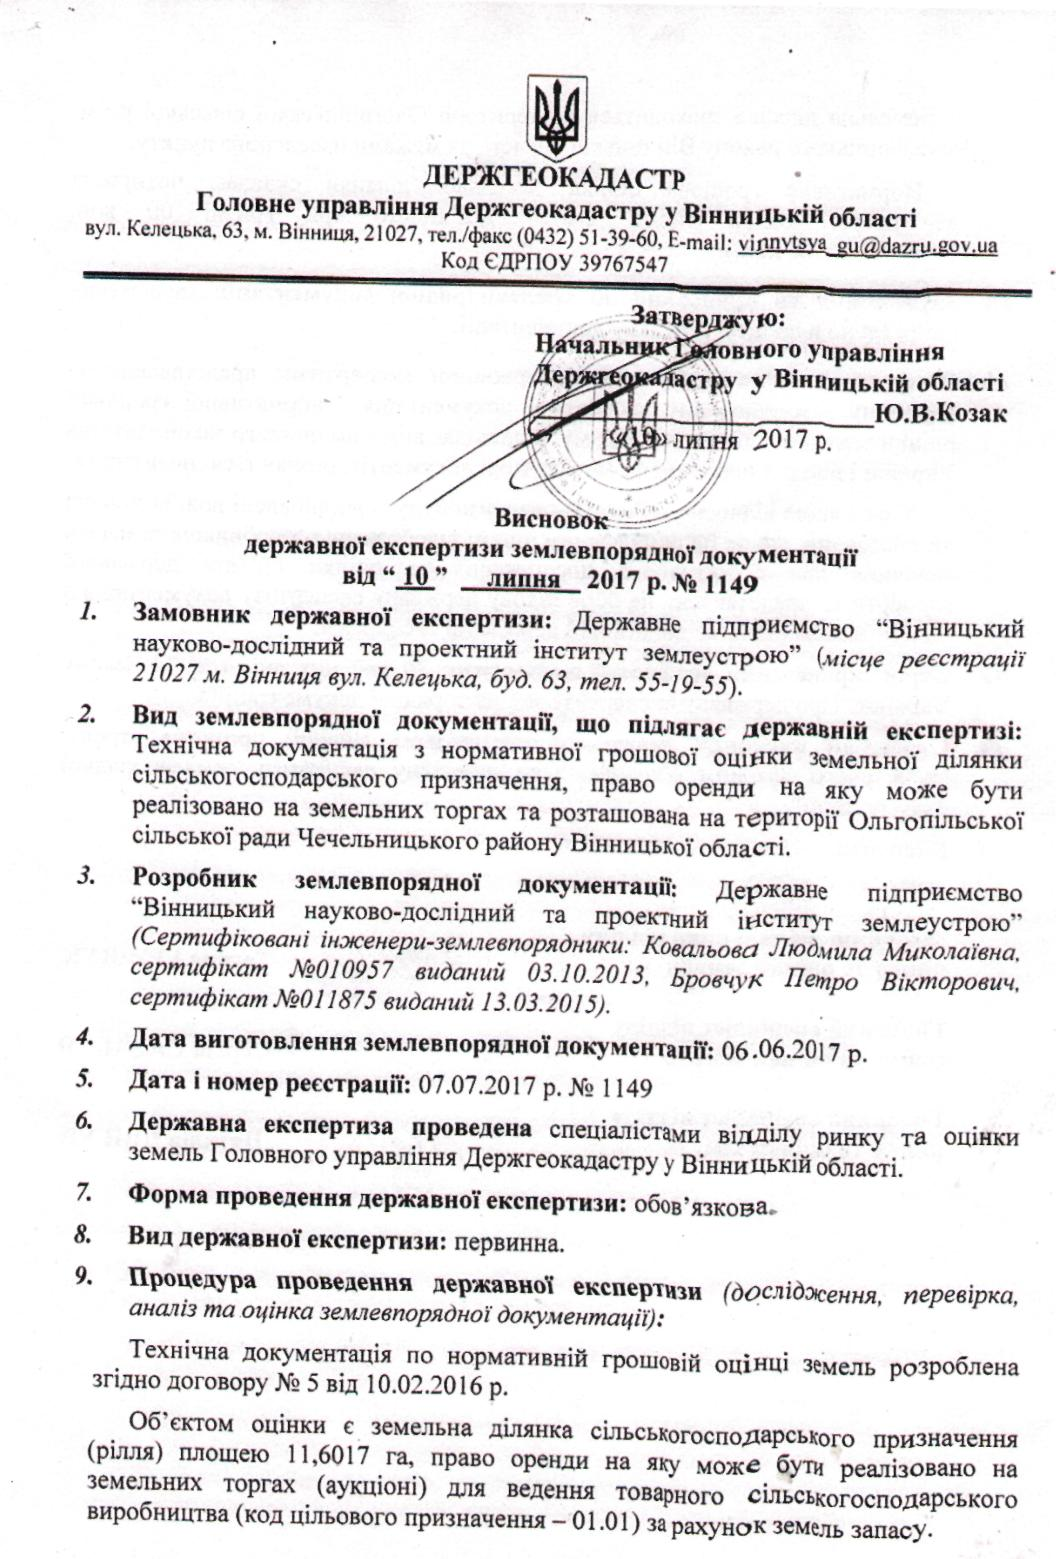 ДЕРЖГЕОКАДАСТР
Головне управління Держгеокадастру у Вінницькій області
вул. Келецька, 63, м. Вінниця, 21027, тел./факс (0432) 51-39-60, E-mail: vinnytsya_gu@dazru.gov.ua
Код ЄДРПОУ 39767547
Затверджую:
Начальник Головного управління
Держгеокадастру у Вінницькій області
Ю.В.Козак
«10» липня 2017 р.
Висновок
державної експертизи землевпорядної документації
від “ 10 ” липня 2017 р. № 1149
1. Замовник державної експертизи: Державне підприємство “Вінницький
науково-дослідний та проектний інститут землеустрою” (місце реєстрації
21027 м. Вінниця вул. Келецька, буд. 63, тел. 55-19-55).
2. Вид землевпорядної документації, що підлягає державній експертизі:
Технічна документація з нормативної грошової оцінки земельної ділянки
сільськогосподарського призначення, право оренди на яку може бути
реалізовано на земельних торгах та розташована на території Ольгопільської
сільської ради Чечельницького району Вінницької області.
3. Розробник землевпорядної документації: Державне підприємство
“Вінницький науково-дослідний та проектний інститут землеустрою”
(Сертифіковані інженери-землевпорядники: Ковальова Людмила Миколаївна,
сертифікат №010957 виданий 03.10.2013, Бровчук Петро Вікторович,
сертифікат №011875 виданий 13.03.2015).
4. Дата виготовлення землевпорядної документації: 06.06.2017 р.
5. Дата і номер реєстрації: 07.07.2017 р. № 1149
6. Державна експертиза проведена спеціалістами відділу ринку та оцінки
земель Головного управління Держгеокадастру у Вінницькій області.
7. Форма проведення державної експертизи: обов’язкова.
8. Вид державної експертизи: первинна.
9. Процедура проведення державної експертизи (дослідження, перевірка,
аналіз та оцінка землевпорядної документації):
Технічна документація по нормативній грошовій оцінці земель розроблена
згідно договору № 5 від 10.02.2016 р.
Об’єктом оцінки є земельна ділянка сільськогосподарського призначення
(рілля) площею 11,6017 га, право оренди на яку може бути реалізовано на
земельних торгах (аукціоні) для ведення товарного сільськогосподарського
виробництва (код цільового призначення – 01.01) за рахунок земель запасу.